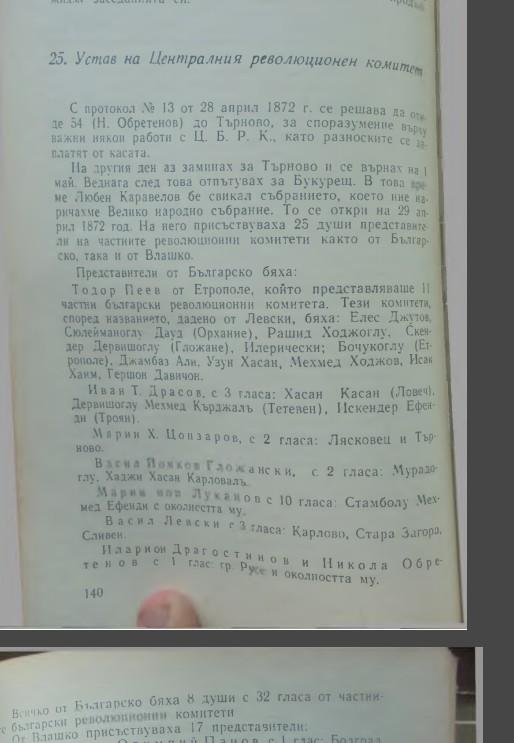 25. Устав на Централния революционен комитет
С протокол № 13 от 28 април 1872 г. се решава да оти-
де 54 (Н. Обретенов) до Търново, за споразумение върху
важни някои работи с Ц. Б. Р. К., като разноските се за-
платят от касата.
На другия ден аз заминах за Търново и се върнах на 1
май. Веднага след това отпътувах за Букурещ. В това вре-
ме Любен Каравелов бе свикал събранието, което ние на-
ричахме Велико народно събрание. То се откри на 29 ап-
рил 1872 год. На него присъствуваха 25 души представите-
ли на частните революционни комитети както от Българ-
ско, така и от Влашко.
Представители от Българско бяха:
Тодор Пеев от Етрополе, който представляваше 11
частни български революционни комитета. Тези комитети,
според названието, дадено от Левски, бяха: Елес Джутов,
Сюлейманоглу Дауд (Орхание), Рашид Ходжоглу, Скен-
дер Дервишоглу (Гложане), Илерически; Бочукоглу (Ет-
рополе), Джамбаз Али, Узун Хасан, Мехмед Ходжов, Исак
Хаим, Гершон Давичон.
Иван Т. Драсов, с 3 гласа: Хасан Касан (Ловеч),
Дервишоглу Мехмед Кърджалъ (Тетевен), Искендер Ефен-
ди (Троян).
Марин Х. Цонзаров, с 2 гласа: Лясковец и Тър-
ново.
Васил Йонков Гложански, с 2 гласа: Мурадо-
глу, Хаджи Хасан Карловалъ.
Марин поп Луканов с 10 гласа: Стамболу Мех-
мед Ефенди с околността му.
Васил Левски с 3 гласа: Карлово, Стара Загора,
Сливен.
Иларион Драгостинов и Никола Обре-
тенов с 1 глас: гр. Русе и околността му.
140
Всичко от Българско бяха 8 души с 32 гласа от частни-
те български революционни комитети
От Влашко присъствуваха 17 представители:
Панов с 1 глас: Болград